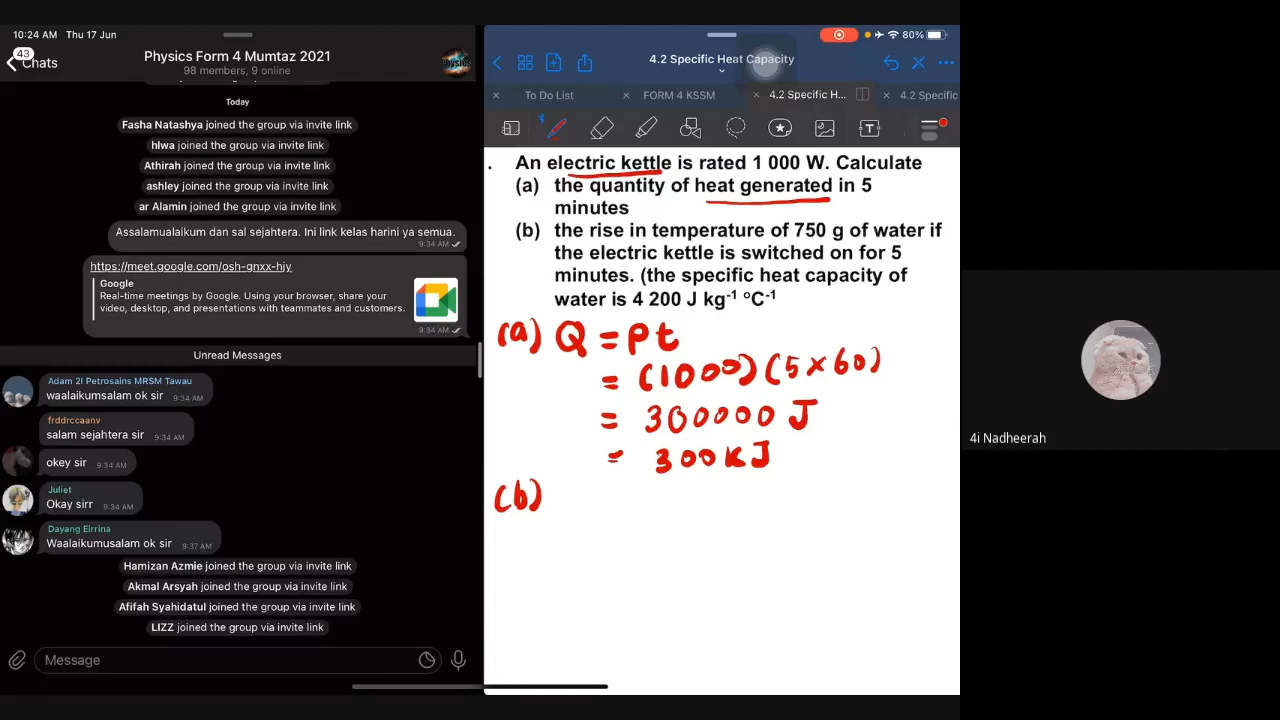 10:24 AM Thu 17 Jun
43
Chats
Physics Form 4 Mumtaz 2021
98 members, 9 online
Today
Fasha Natashya joined the group via invite link
hlwa joined the group via invite link
Athirah joined the group via invite link
ashley joined the group via invite link
ar Alamin joined the group via invite link
Assalamualaikum dan sal sejahtera. Ini link kelas harini ya semua.
9:34 AM
https://meet.google.com/osh-gnxx-hjy
Google
Real-time meetings by Google. Using your browser, share your
video, desktop, and presentations with teammates and customers.
9:34 AM
Unread Messages
Adam 2I Petrosains MRSM Tawau
waalaikumsalam ok sir 9:34 AM
frddrccaanv
salam sejahtera sir 9:34 AM
okey sir 9:34 AM
Juliet
Okay sirr 9:34 AM
Dayang Eirrina
Waalaikumusalam ok sir 9:37 AM
Hamizan Azmie joined the group via invite link
Akmal Arsyah joined the group via invite link
Afifah Syahidatul joined the group via invite link
LIZZ joined the group via invite link
Message
80%
4.2 Specific Heat Capacity
To Do List
FORM 4 KSSM
4.2 Specific H...
4.2 Specific
. An electric kettle is rated 1 000 W. Calculate
(a) the quantity of heat generated in 5
minutes
(b) the rise in temperature of 750 g of water if
the electric kettle is switched on for 5
minutes. (the specific heat capacity of
water is 4 200 J kg⁻¹ °C⁻¹
(a) Q = Pt
= (1000)(5×60)
= 300000 J
= 300KJ
(b)
4i Nadheerah